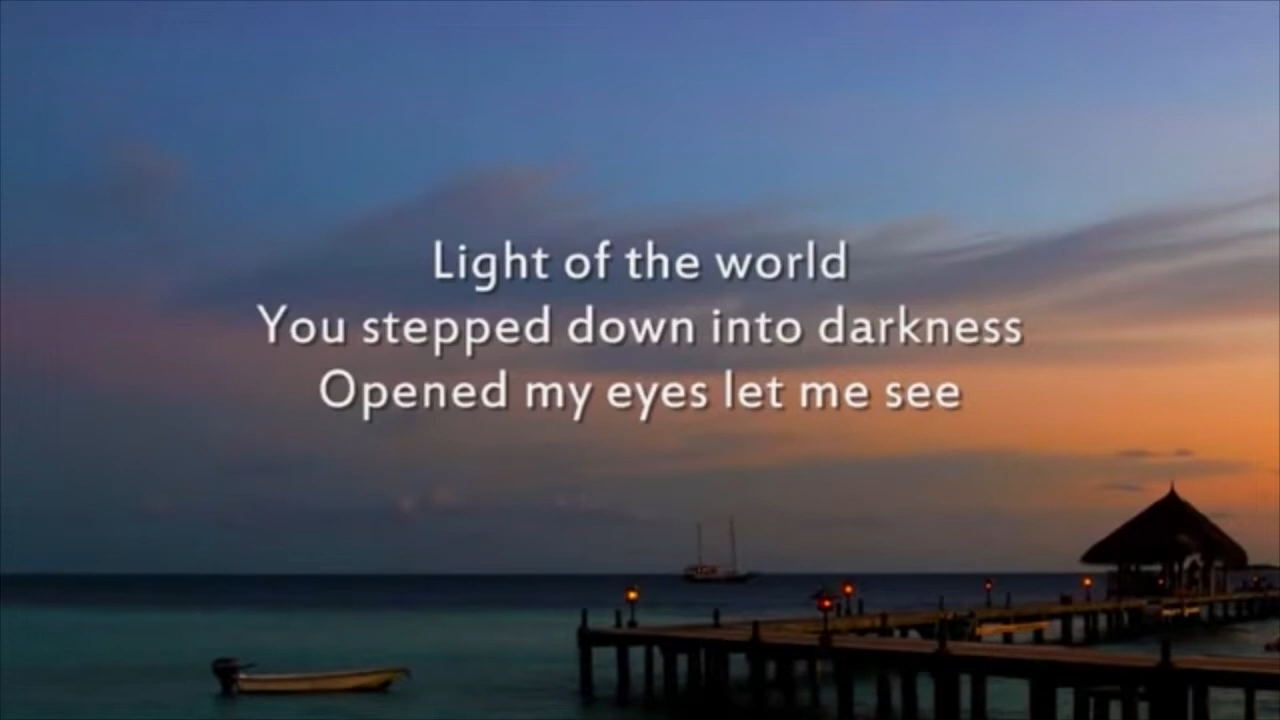 Light of the world
You stepped down into darkness
Opened my eyes let me see